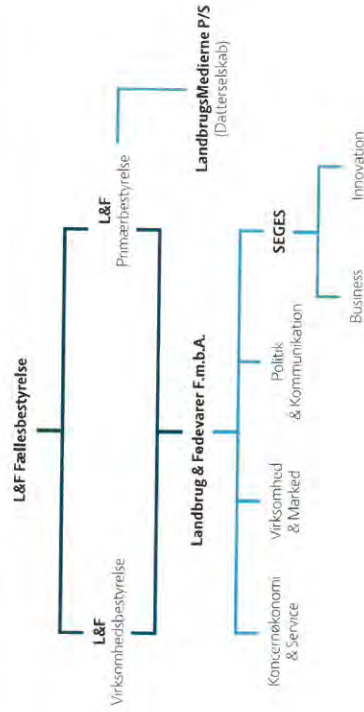 L&F Fællesbestyrelse
L&F
Virksomhedsbestyrelse
L&F
Primærbestyrelse
Landbrug & Fødevarer F.m.b.A.
LandbrugsMedierne P/S
(Datterselskab)
Koncernøkonomi
& Service
Virksomhed
& Marked
Politik
& Kommunikation
SEGES
Business
Innovation